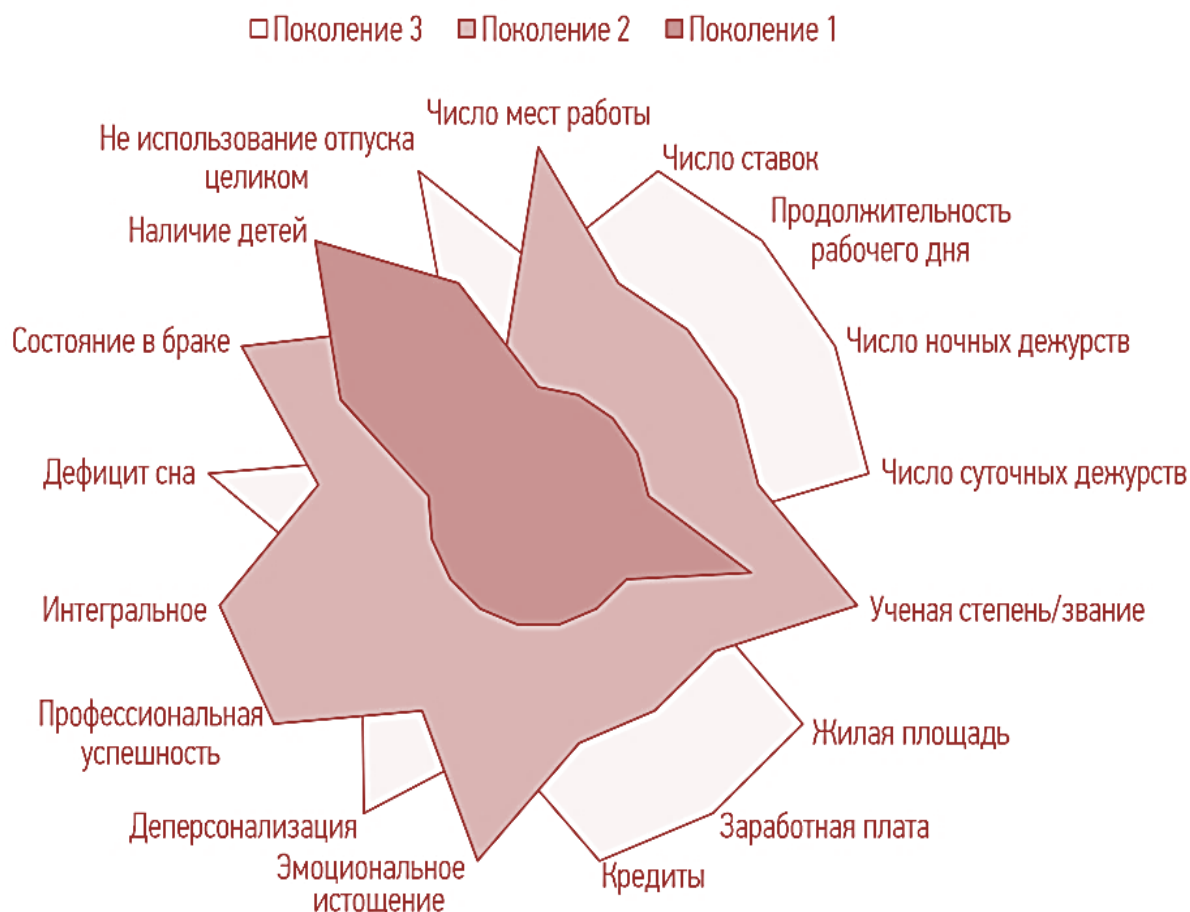 Поколение 3 Поколение 2 Поколение 1
Число мест работы
Не использование отпуска
целиком
Число ставок
Продолжительность
рабочего дня
Наличие детей
Состояние в браке
Число ночных дежурств
Дефицит сна
Число суточных дежурств
Интегральное
Ученая степень/звание
Профессиональная
успешность
Жилая площадь
Деперсонализация
Заработная плата
Эмоциональное
истощение
Кредиты